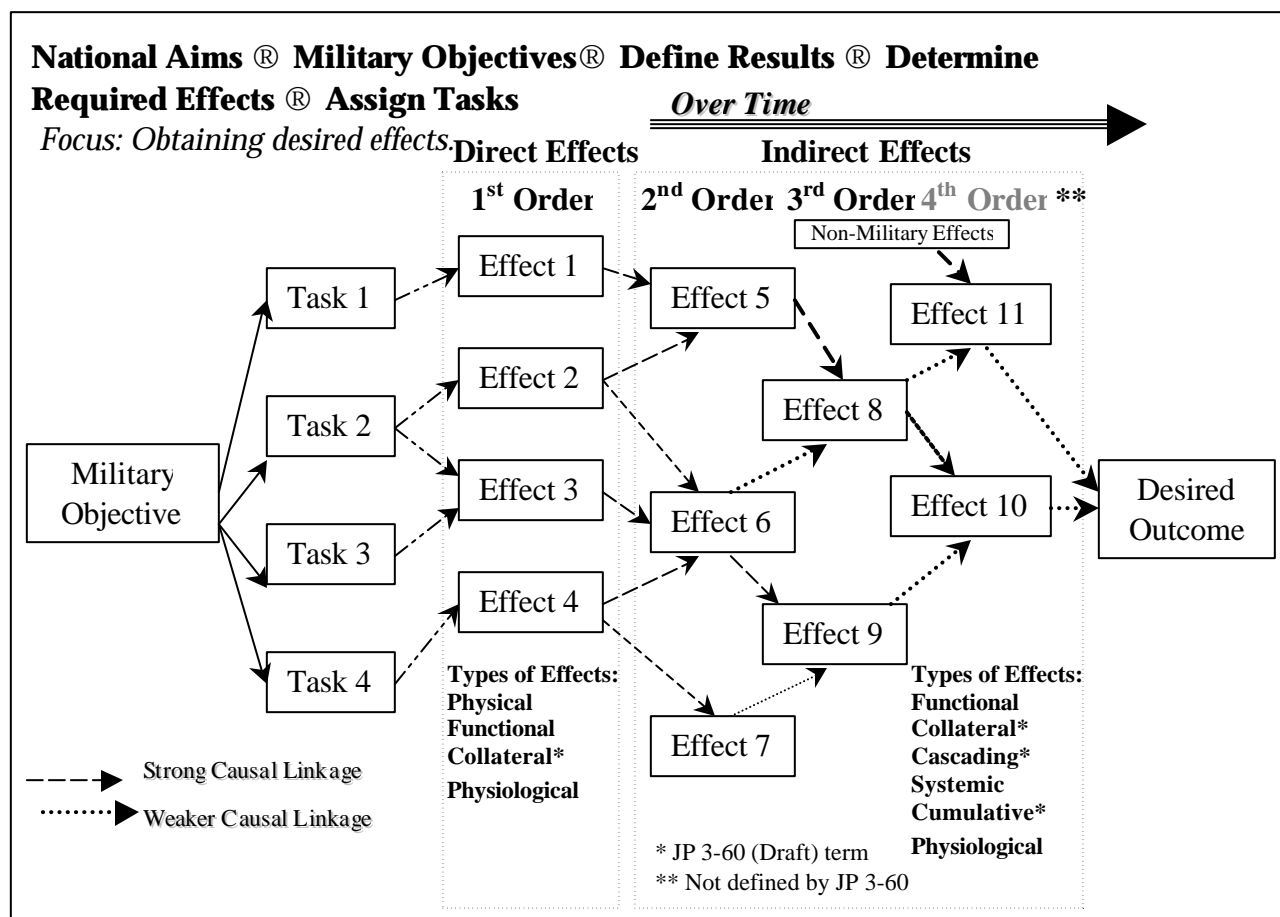 National Aims ® Military Objectives® Define Results ® Determine
Required Effects ® Assign Tasks
Over Time
Focus: Obtaining desired effects.
Direct Effects
Indirect Effects
1st Order
2nd Order
3rd Order
4th Order
**
Non-Military Effects
Military
Objective
Task 1
Task 2
Task 3
Task 4
Effect 1
Effect 2
Effect 3
Effect 4
Effect 5
Effect 6
Effect 7
Effect 8
Effect 9
Effect 11
Effect 10
Desired
Outcome
Types of Effects:
Physical
Functional
Collateral*
Physiological
Types of Effects:
Functional
Collateral*
Cascading*
Systemic
Cumulative*
Physiological
Strong Causal Linkage
Weaker Causal Linkage
* JP 3-60 (Draft) term
** Not defined by JP 3-60